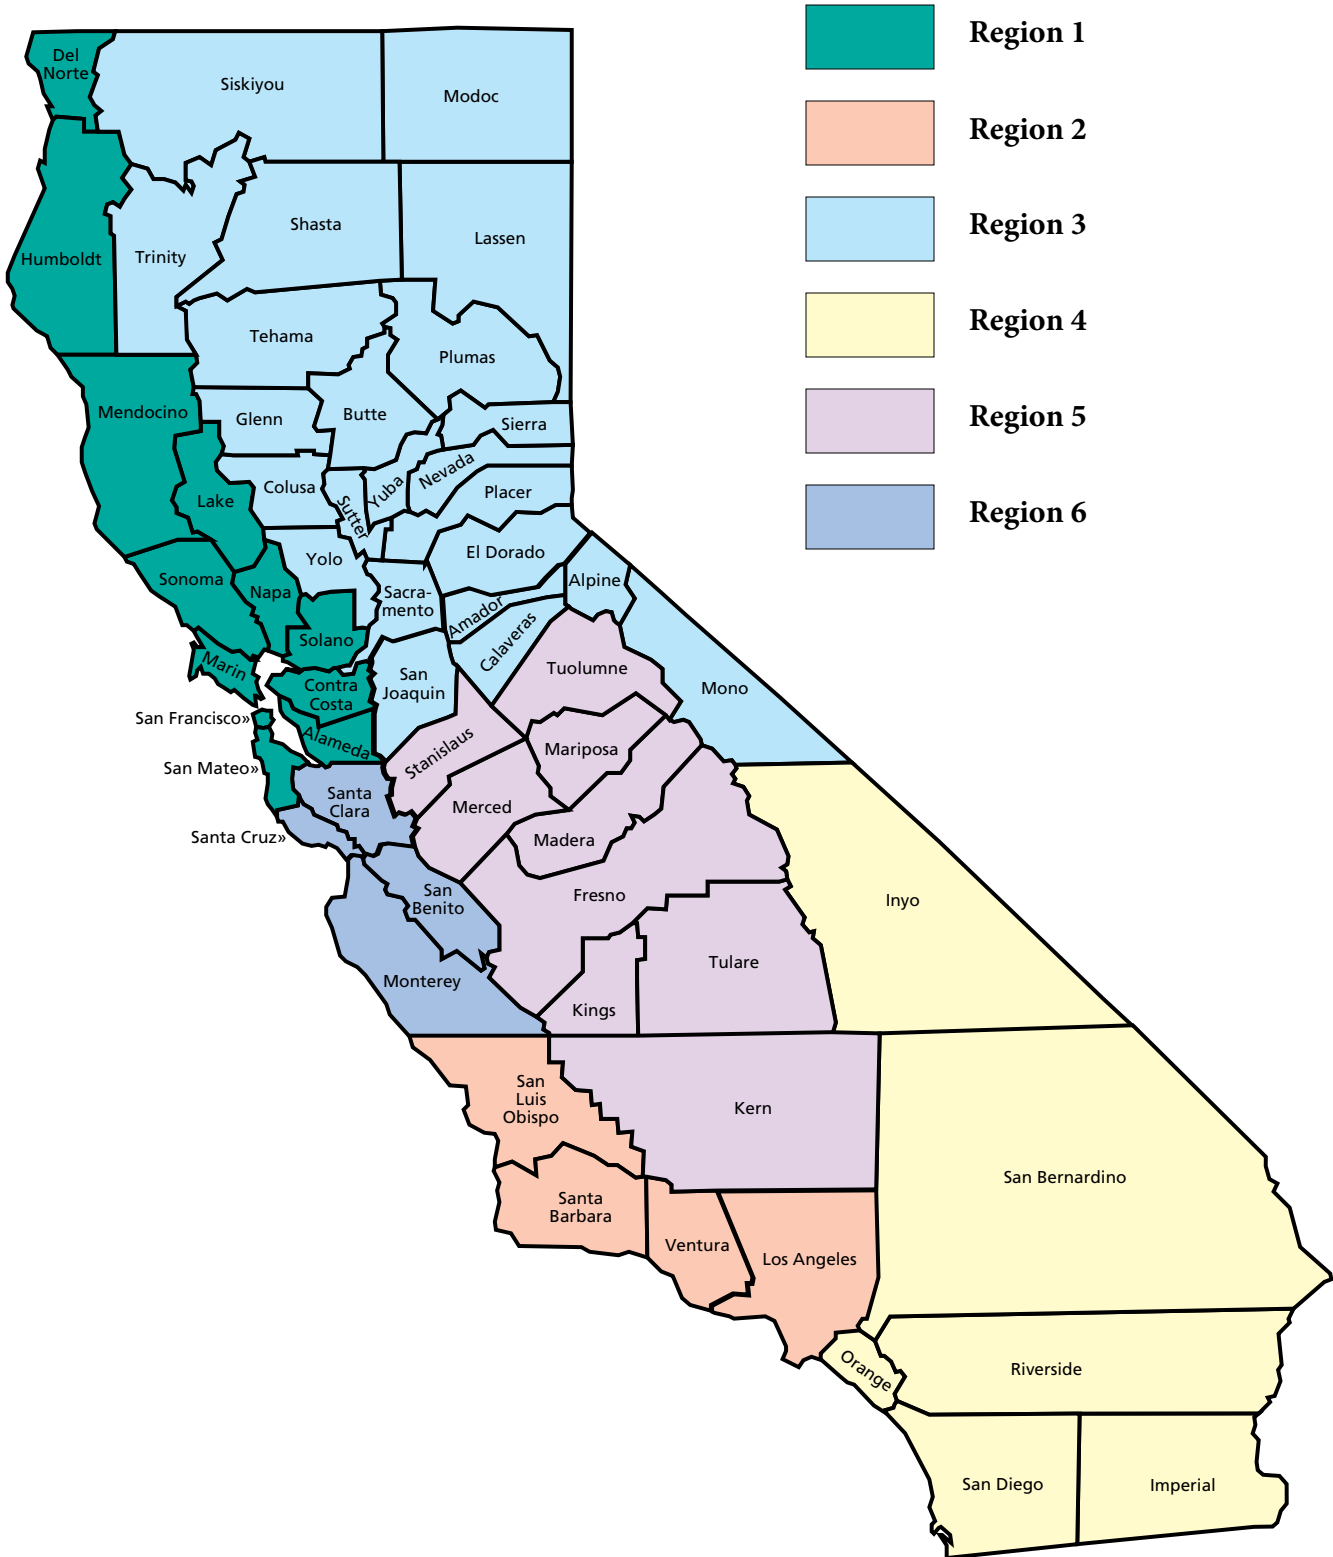 Region 1
Region 2
Region 3
Region 4
Region 5
Region 6
Del
Norte
Siskiyou
Modoc
Humboldt
Trinity
Shasta
Lassen
Tehama
Plumas
Mendocino
Glenn
Butte
Sierra
Lake
Colusa
Sutter
Yuba
Nevada
Placer
Sonoma
Napa
Yolo
El Dorado
Sacra-
mento
Amador
Alpine
Solano
Calaveras
Marin
Contra
Costa
San
Joaquin
Tuolumne
Mono
San Francisco»
Alameda
Stanislaus
Mariposa
San Mateo»
Santa
Clara
Merced
Santa Cruz»
Madera
San
Benito
Fresno
Inyo
Monterey
Kings
Tulare
San
Luis
Obispo
Kern
Santa
Barbara
Ventura
Los Angeles
San Bernardino
Orange
Riverside
San Diego
Imperial